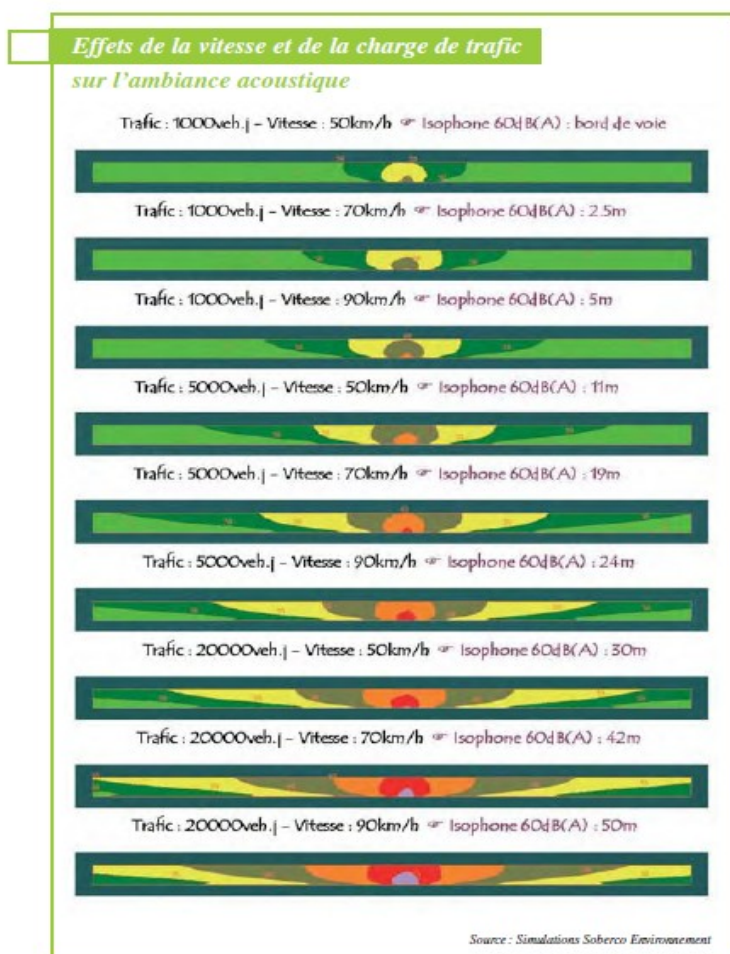 Effets de la vitesse et de la charge de trafic
sur l'ambiance acoustique
Trafic : 1000veh.j - Vitesse : 50km/h ☞ Isophone 60dB(A) : bord de voie
Trafic : 1000veh.j - Vitesse : 70km/h ☞ Isophone 60dB(A) : 2.5m
Trafic : 1000veh.j - Vitesse : 90km/h ☞ Isophone 60dB(A) : 5m
Trafic : 5000veh.j - Vitesse : 50km/h ☞ Isophone 60dB(A) : 11m
Trafic : 5000veh.j - Vitesse : 70km/h ☞ Isophone 60dB(A) : 19m
Trafic : 5000veh.j - Vitesse : 90km/h ☞ Isophone 60dB(A) : 24m
Trafic : 20000veh.j - Vitesse : 50km/h ☞ Isophone 60dB(A) : 30m
Trafic : 20000veh.j - Vitesse : 70km/h ☞ Isophone 60dB(A) : 42m
Trafic : 20000veh.j - Vitesse : 90km/h ☞ Isophone 60dB(A) : 50m
Source : Simulations Soberco Environnement